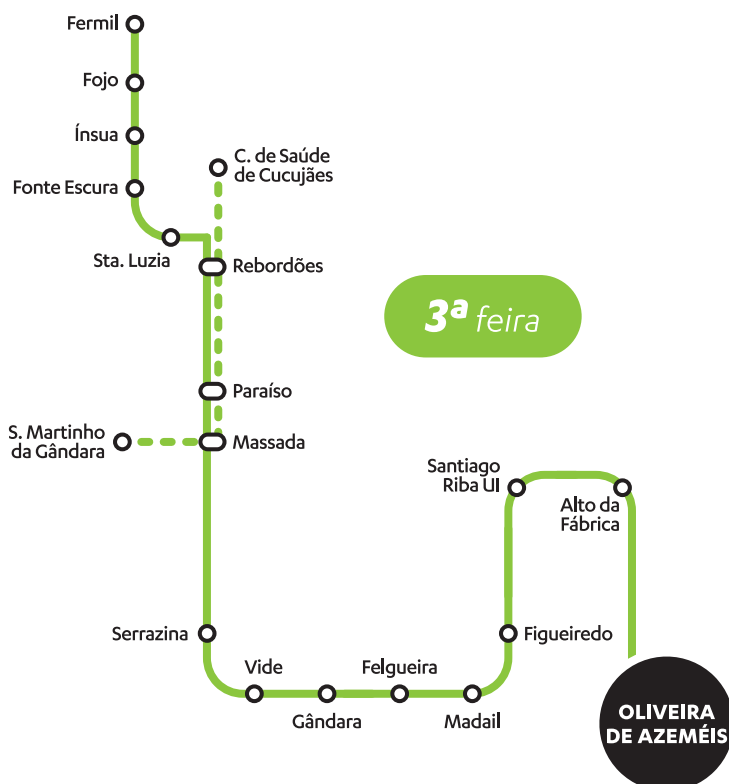 Fermil
Fojo
Ínsua
C. de Saúde
de Cucujães
Fonte Escura
Sta. Luzia
Rebordões
3ª feira
Paraíso
S. Martinho
da Gândara
Massada
Santiago
Riba Ul
Alto da
Fábrica
Serrazina
Figueiredo
Vide
Felgueira
Gândara
Madail
OLIVEIRA
DE AZEMÉIS